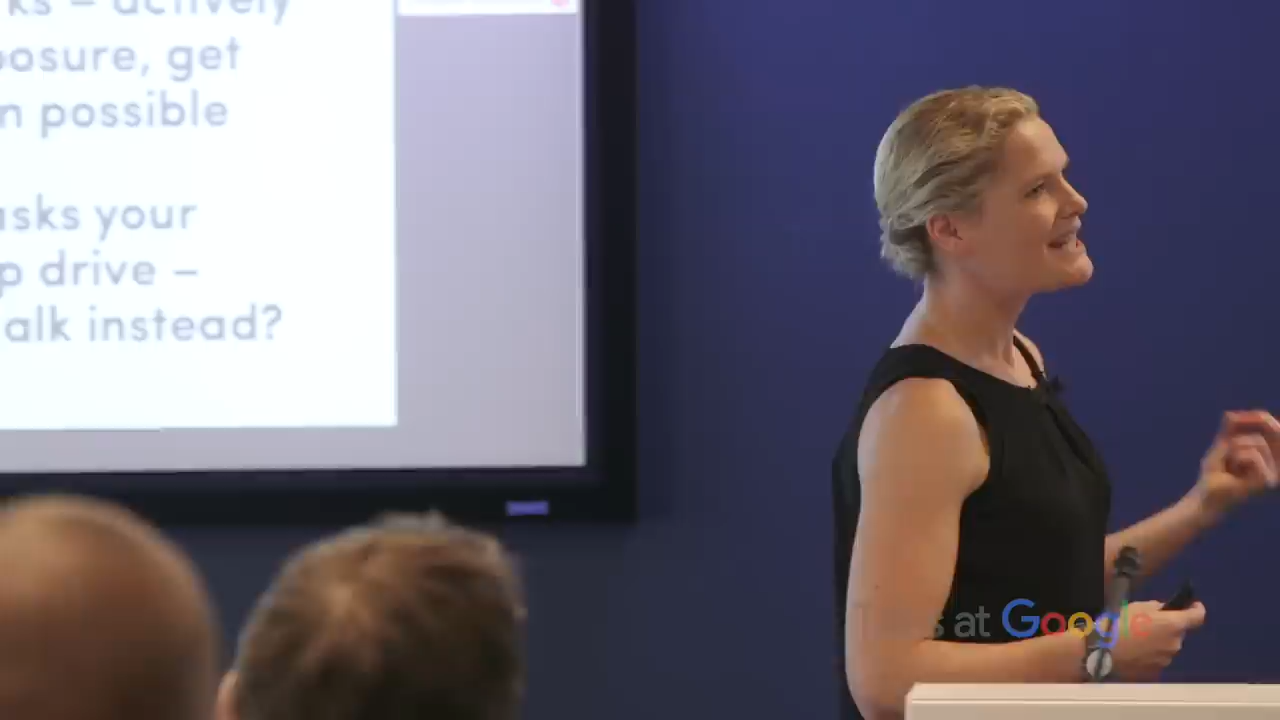 ks – actively
posure, get
n possible
asks your
p drive –
alk instead?
s at Google